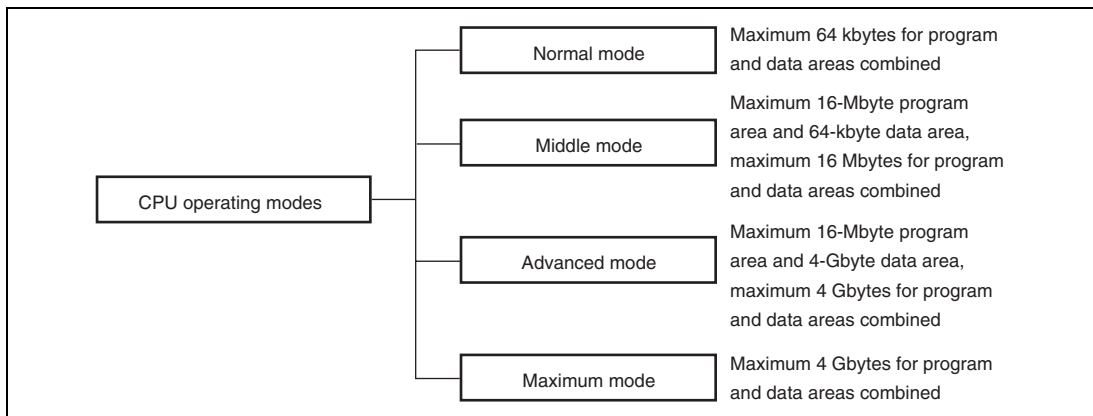 CPU operating modes
Normal mode
Maximum 64 kbytes for program
and data areas combined
Middle mode
Maximum 16-Mbyte program
area and 64-kbyte data area,
maximum 16 Mbytes for program
and data areas combined
Advanced mode
Maximum 16-Mbyte program
area and 4-Gbyte data area,
maximum 4 Gbytes for program
and data areas combined
Maximum mode
Maximum 4 Gbytes for program
and data areas combined